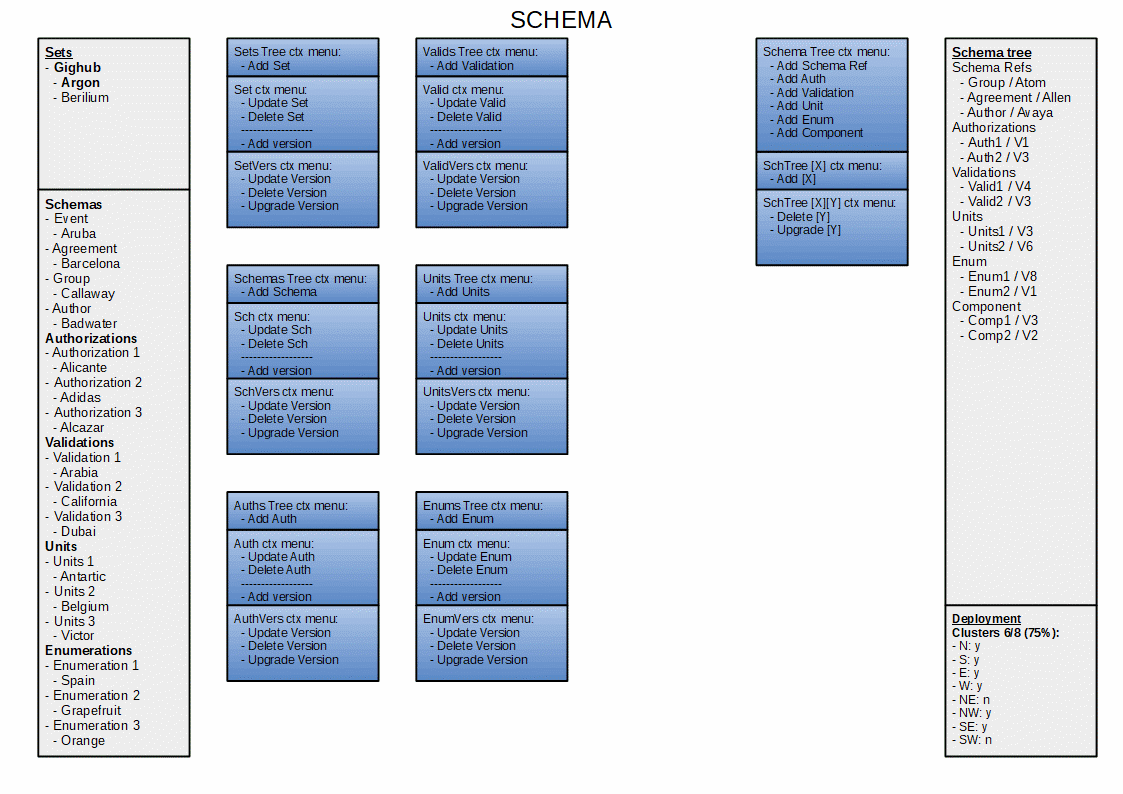 SCHEMA
Sets
- Gighub
- Argon
- Berilium
Schemas
- Event
- Aruba
- Agreement
- Barcelona
- Group
- Callaway
- Author
- Badwater
Authorizations
- Authorization 1
- Alicante
- Authorization 2
- Adidas
- Authorization 3
- Alcazar
Validations
- Validation 1
- Arabia
- Validation 2
- California
- Validation 3
- Dubai
Units
- Units 1
- Antartic
- Units 2
- Belgium
- Units 3
- Victor
Enumerations
- Enumeration 1
- Spain
- Enumeration 2
- Grapefruit
- Enumeration 3
- Orange
Sets Tree ctx menu:
- Add Set
Set ctx menu:
- Update Set
- Delete Set
------------------
- Add version
SetVers ctx menu:
- Update Version
- Delete Version
- Upgrade Version
Schemas Tree ctx menu:
- Add Schema
Sch ctx menu:
- Update Sch
- Delete Sch
------------------
- Add version
SchVers ctx menu:
- Update Version
- Delete Version
- Upgrade Version
Auths Tree ctx menu:
- Add Auth
Auth ctx menu:
- Update Auth
- Delete Auth
------------------
- Add version
AuthVers ctx menu:
- Update Version
- Delete Version
- Upgrade Version
Valids Tree ctx menu:
- Add Validation
Valid ctx menu:
- Update Valid
- Delete Valid
------------------
- Add version
ValidVers ctx menu:
- Update Version
- Delete Version
- Upgrade Version
Units Tree ctx menu:
- Add Units
Units ctx menu:
- Update Units
- Delete Units
------------------
- Add version
UnitsVers ctx menu:
- Update Version
- Delete Version
- Upgrade Version
Enums Tree ctx menu:
- Add Enum
Enum ctx menu:
- Update Enum
- Delete Enum
------------------
- Add version
EnumVers ctx menu:
- Update Version
- Delete Version
- Upgrade Version
Schema Tree ctx menu:
- Add Schema Ref
- Add Auth
- Add Validation
- Add Unit
- Add Enum
- Add Component
SchTree [X] ctx menu:
- Add [X]
SchTree [X][Y] ctx menu:
- Delete [Y]
- Upgrade [Y]
Schema tree
Schema Refs
- Group / Atom
- Agreement / Allen
- Author / Avaya
Authorizations
- Auth1 / V1
- Auth2 / V3
Validations
- Valid1 / V4
- Valid2 / V3
Units
- Units1 / V3
- Units2 / V6
Enum
- Enum1 / V8
- Enum2 / V1
Component
- Comp1 / V3
- Comp2 / V2
Deployment
Clusters 6/8 (75%):
- N: y
- S: y
- E: y
- W: y
- NE: n
- NW: y
- SE: y
- SW: n